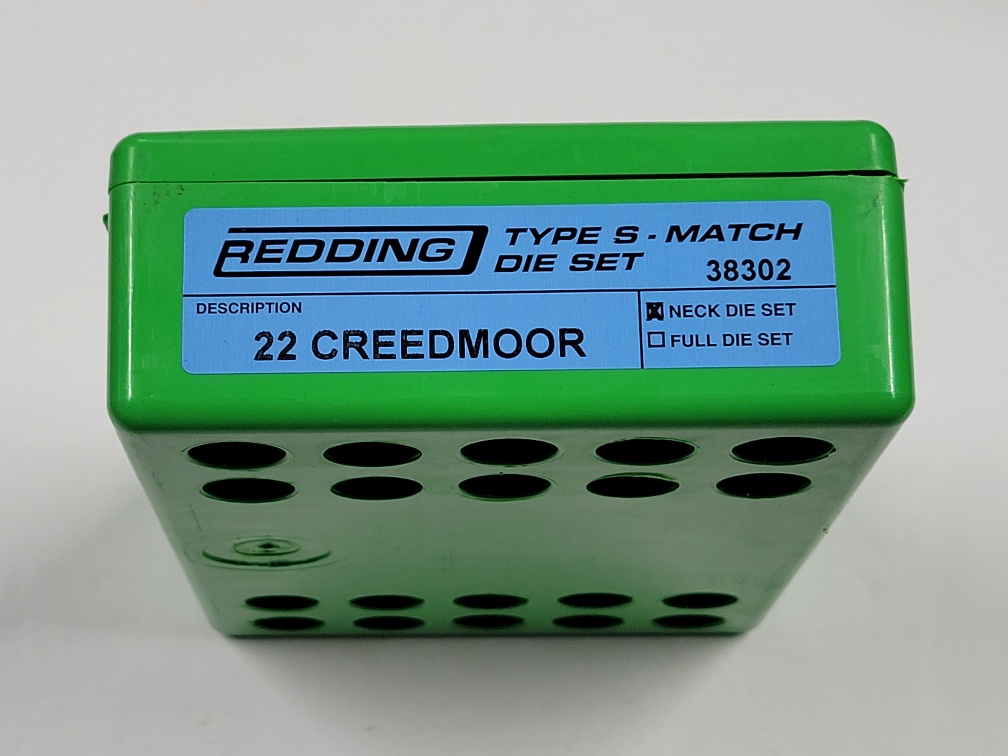 REDDING TYPE S - MATCH
DIE SET 38302
DESCRIPTION
22 CREEDMOOR
NECK DIE SET
FULL DIE SET